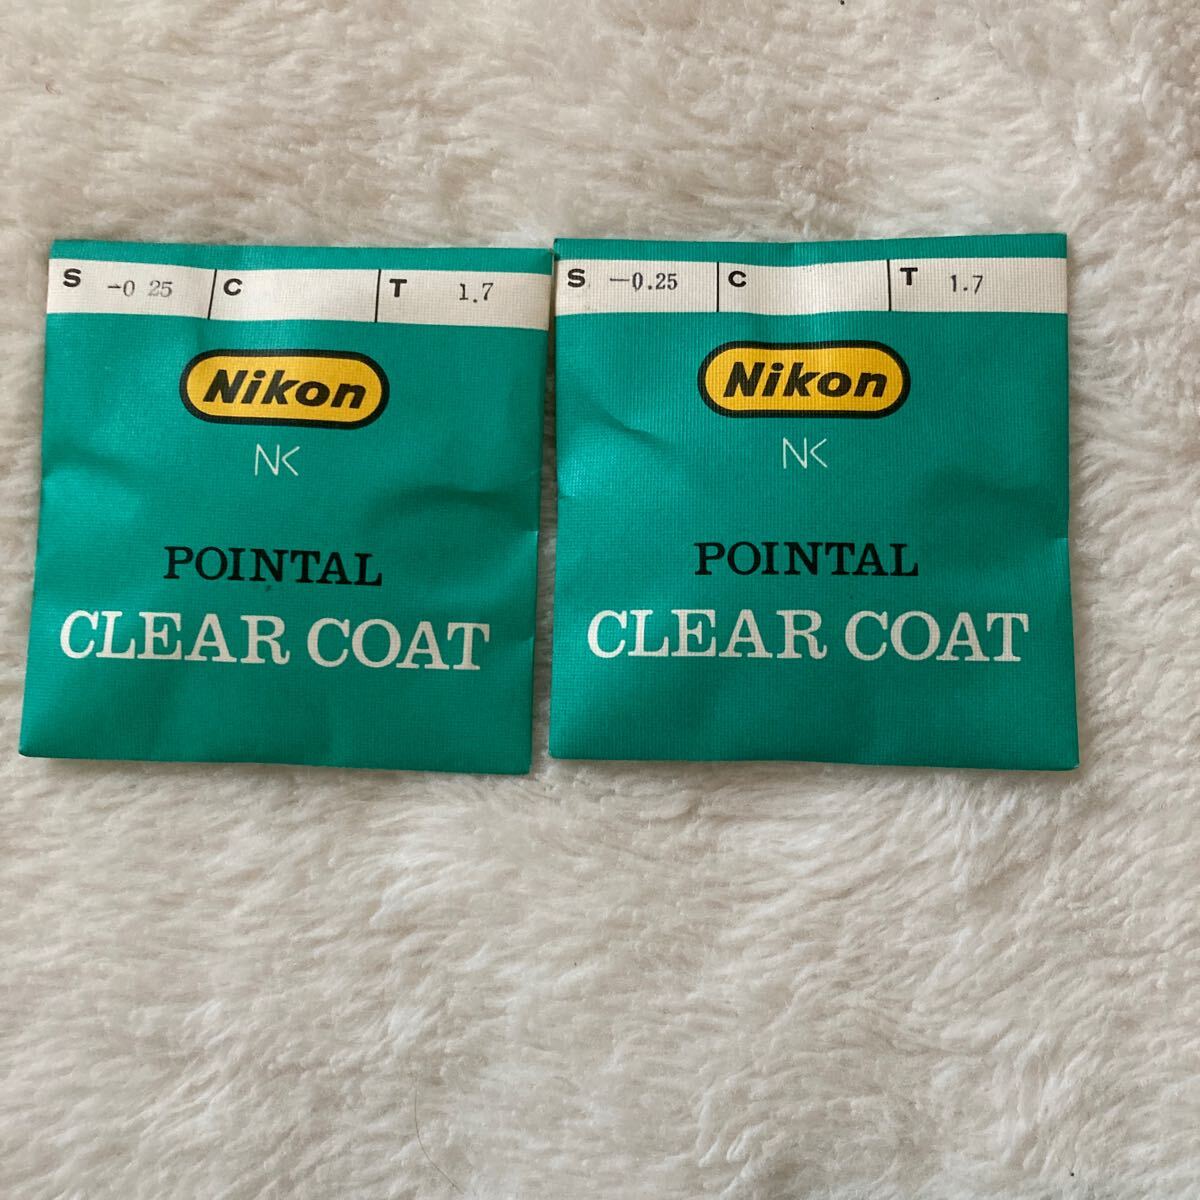 S -0 25 C T 1.7
Nikon
NK
POINTAL
CLEAR COAT
S -0.25 C T 1.7
Nikon
NK
POINTAL
CLEAR COAT